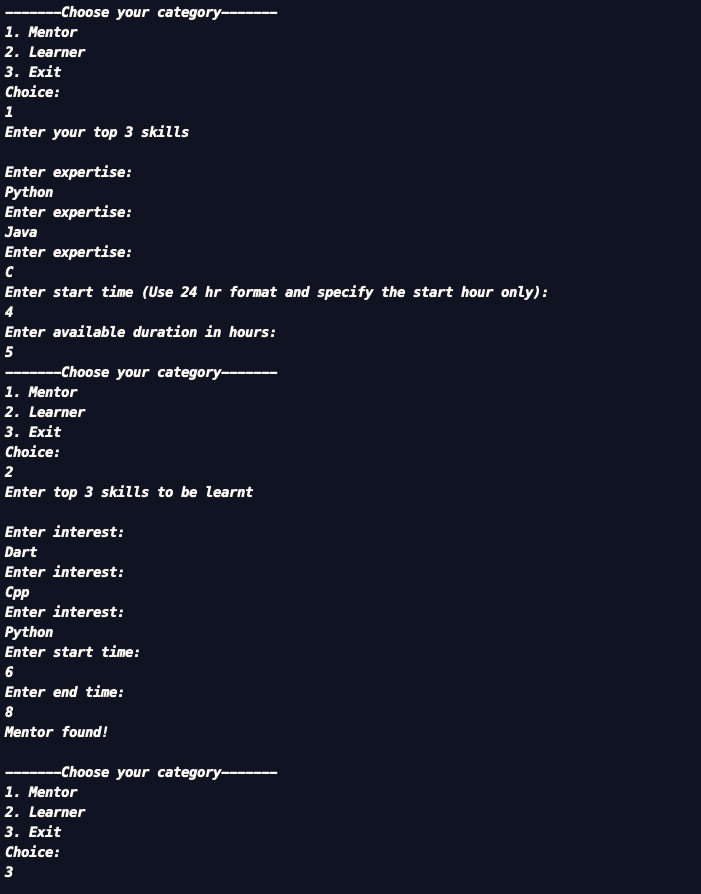 -------Choose your category-------
1. Mentor
2. Learner
3. Exit
Choice:
1
Enter your top 3 skills
Enter expertise:
Python
Enter expertise:
Java
Enter expertise:
C
Enter start time (Use 24 hr format and specify the start hour only):
4
Enter available duration in hours:
5
-------Choose your category-------
1. Mentor
2. Learner
3. Exit
Choice:
2
Enter top 3 skills to be learnt
Enter interest:
Dart
Enter interest:
Cpp
Enter interest:
Python
Enter start time:
6
Enter end time:
8
Mentor found!
-------Choose your category-------
1. Mentor
2. Learner
3. Exit
Choice:
3